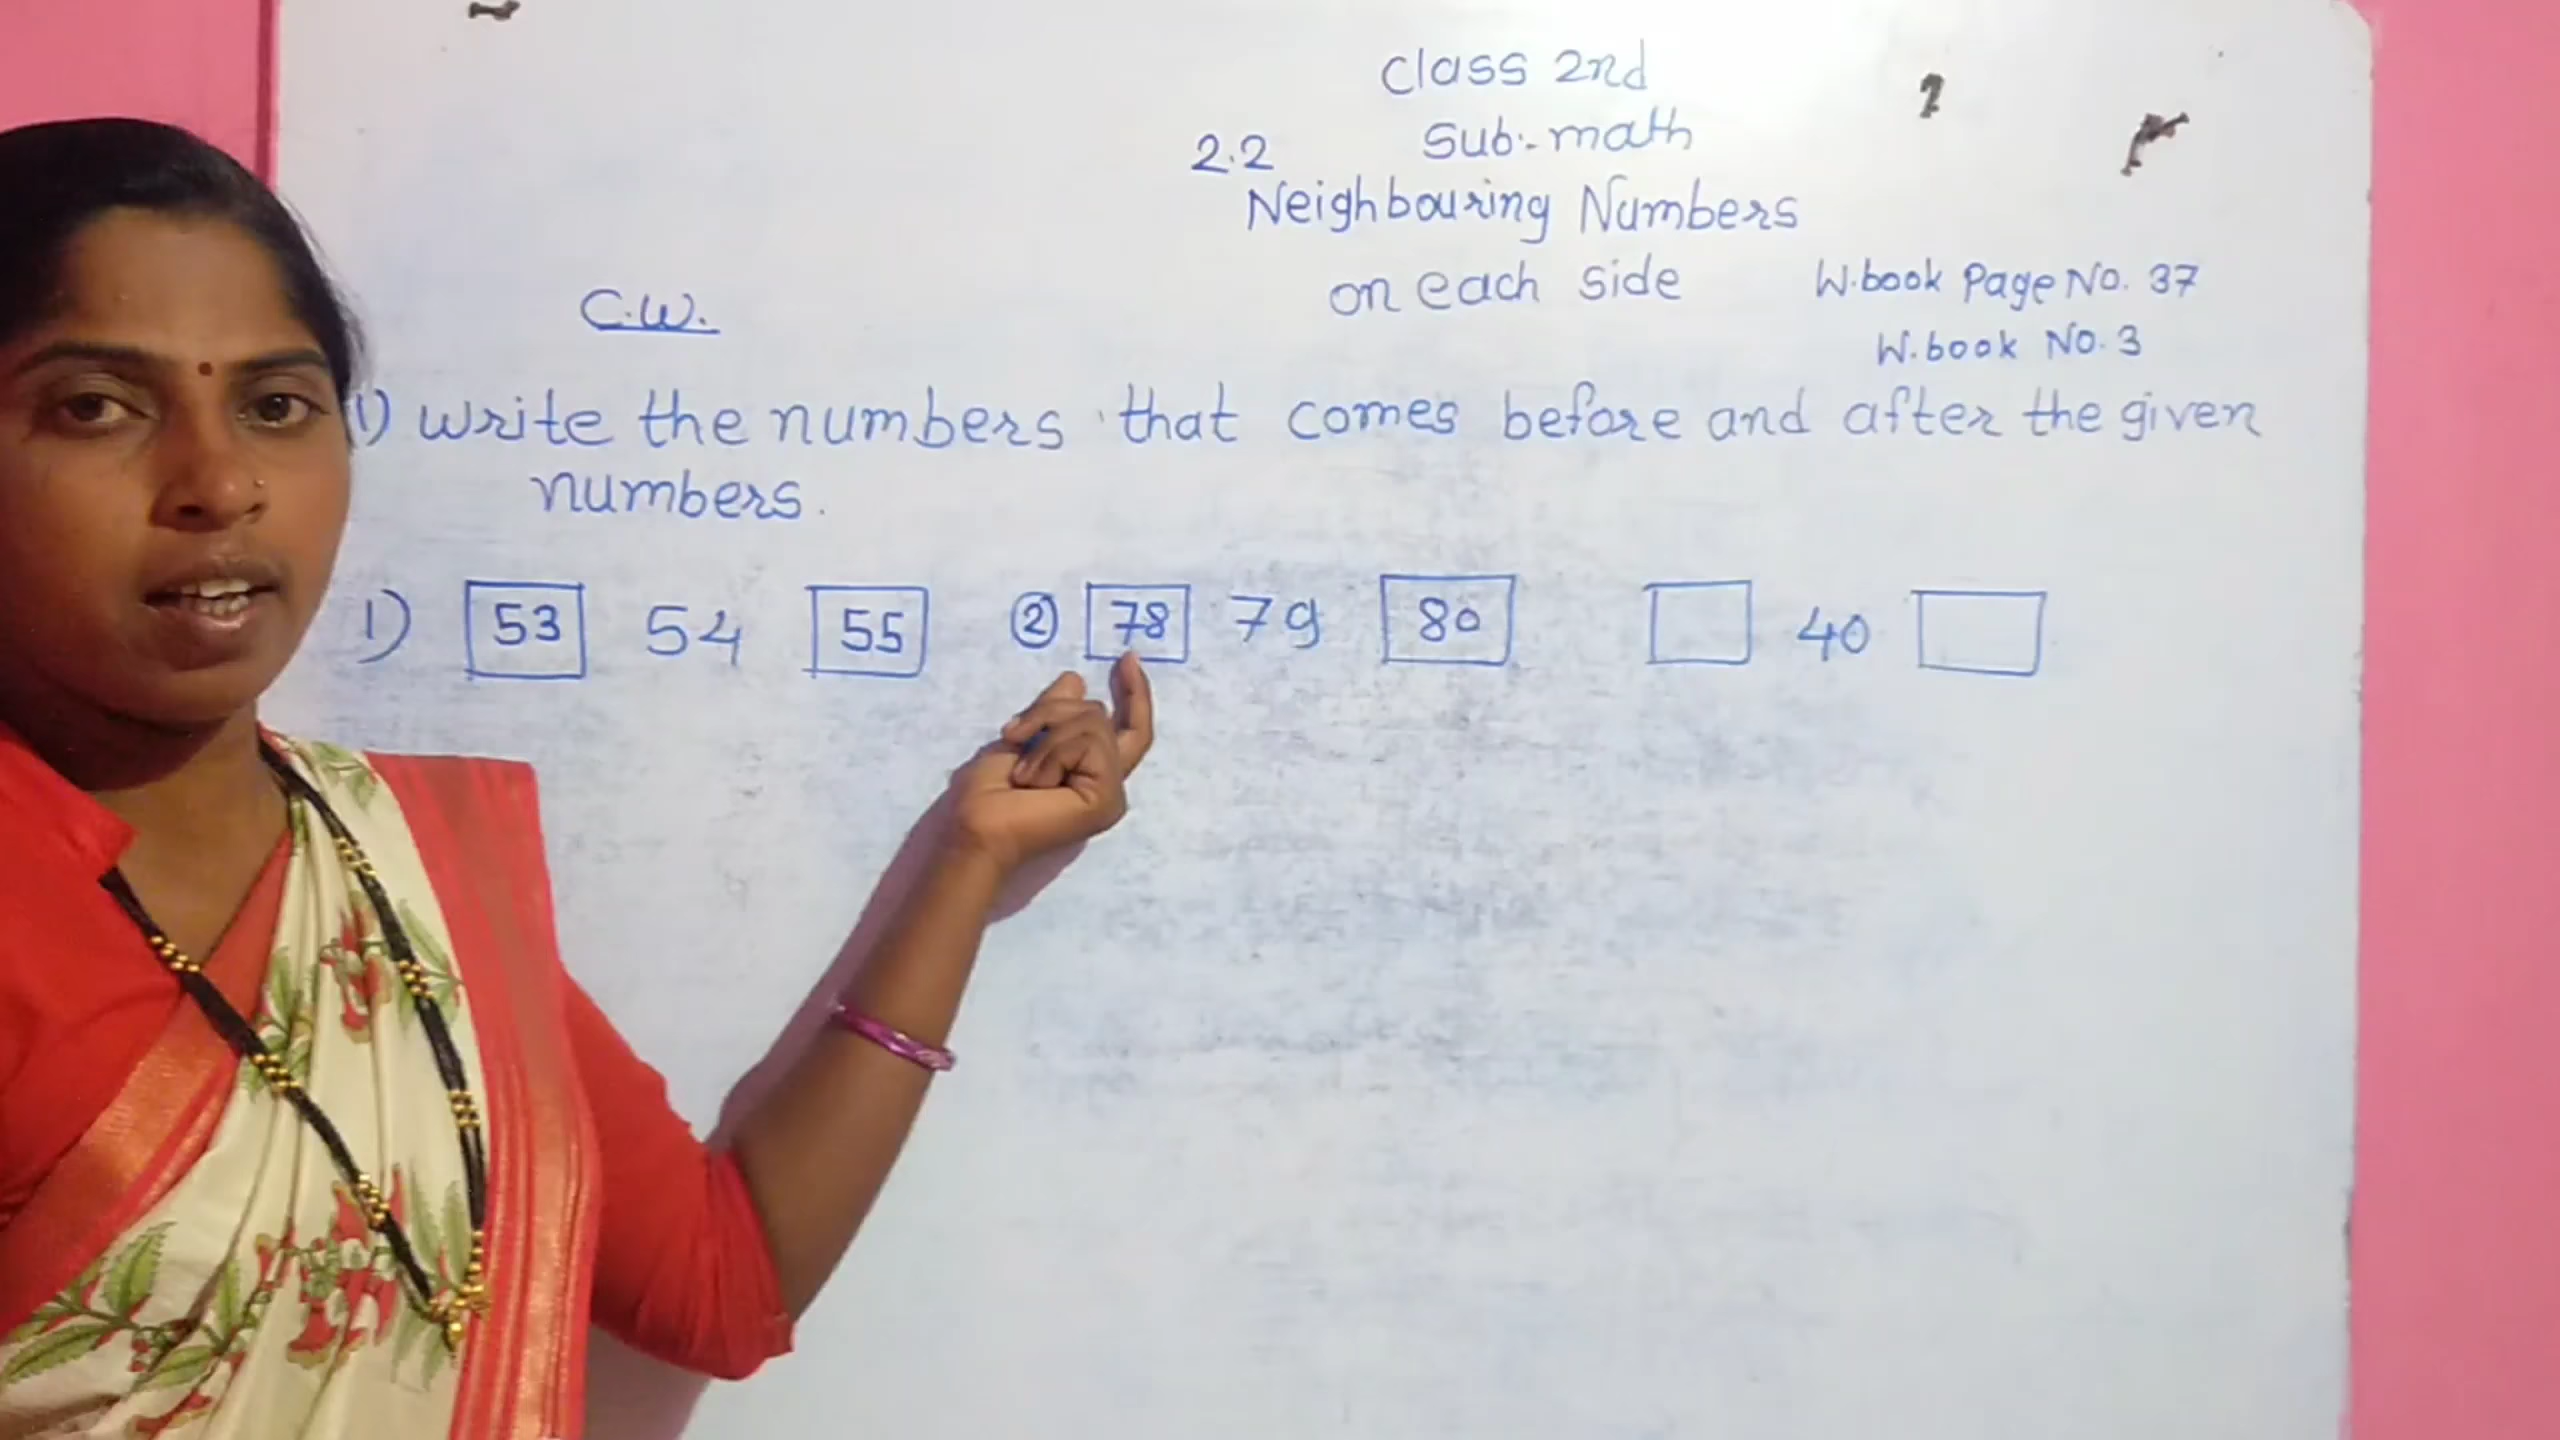 Class 2nd
Sub:- math
2.2
Neighbouring Numbers
on each side
W.book Page No. 37
W.book No. 3
C.W.
1) Write the numbers that comes before and after the given
numbers.
1) 53 54 55 ② 78 79 80 40